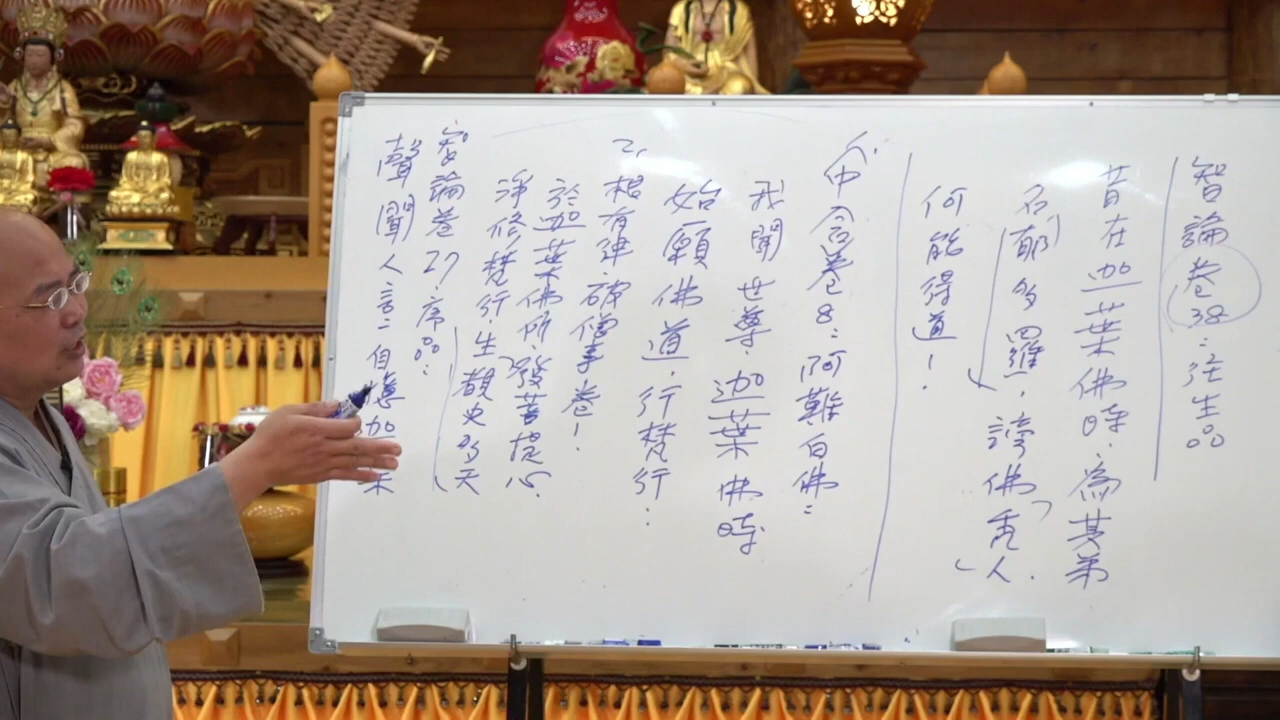 智論卷38：往生品
昔在迦葉佛時，為其弟
名郁多羅，謗佛禿人.
何能得道！
中含卷8：阿難白佛：
我聞世尊，迦葉佛時
始願佛道，行梵行.
2，根有律.破僧事卷1.
於迦葉佛所，發菩提心.
淨修梵行，生覩史多天
智論卷27序品：
聲聞人言：自憙迦